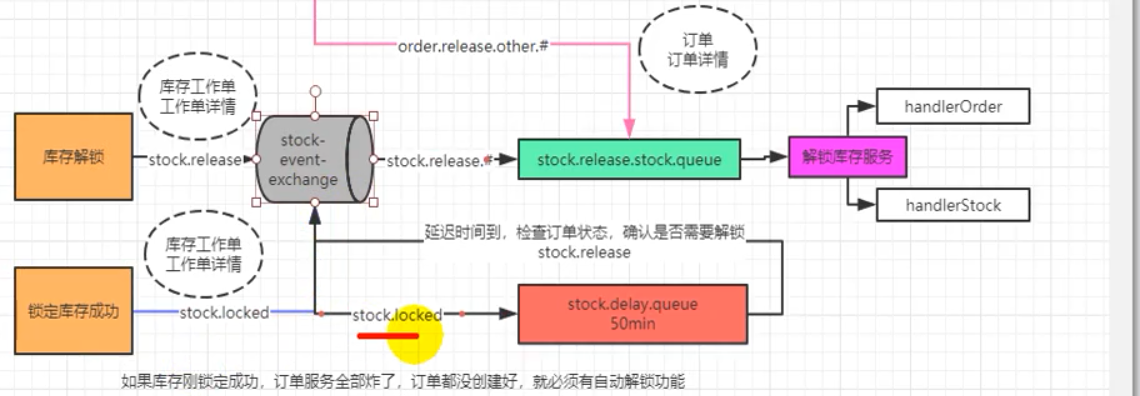 order.release.other.#
订单
订单详情
库存工作单
工作单详情
handlerOrder
库存解锁
stock.release
stock-
event-
exchange
stock.release.#
stock.release.stock.queue
解锁库存服务
handlerStock
库存工作单
工作单详情
延迟时间到，检查订单状态，确认是否需要解锁
stock.release
锁定库存成功
stock.locked
stock.locked
stock.delay.queue
50min
如果库存刚锁定成功，订单服务全部炸了，订单都没创建好，就必须有自动解锁功能